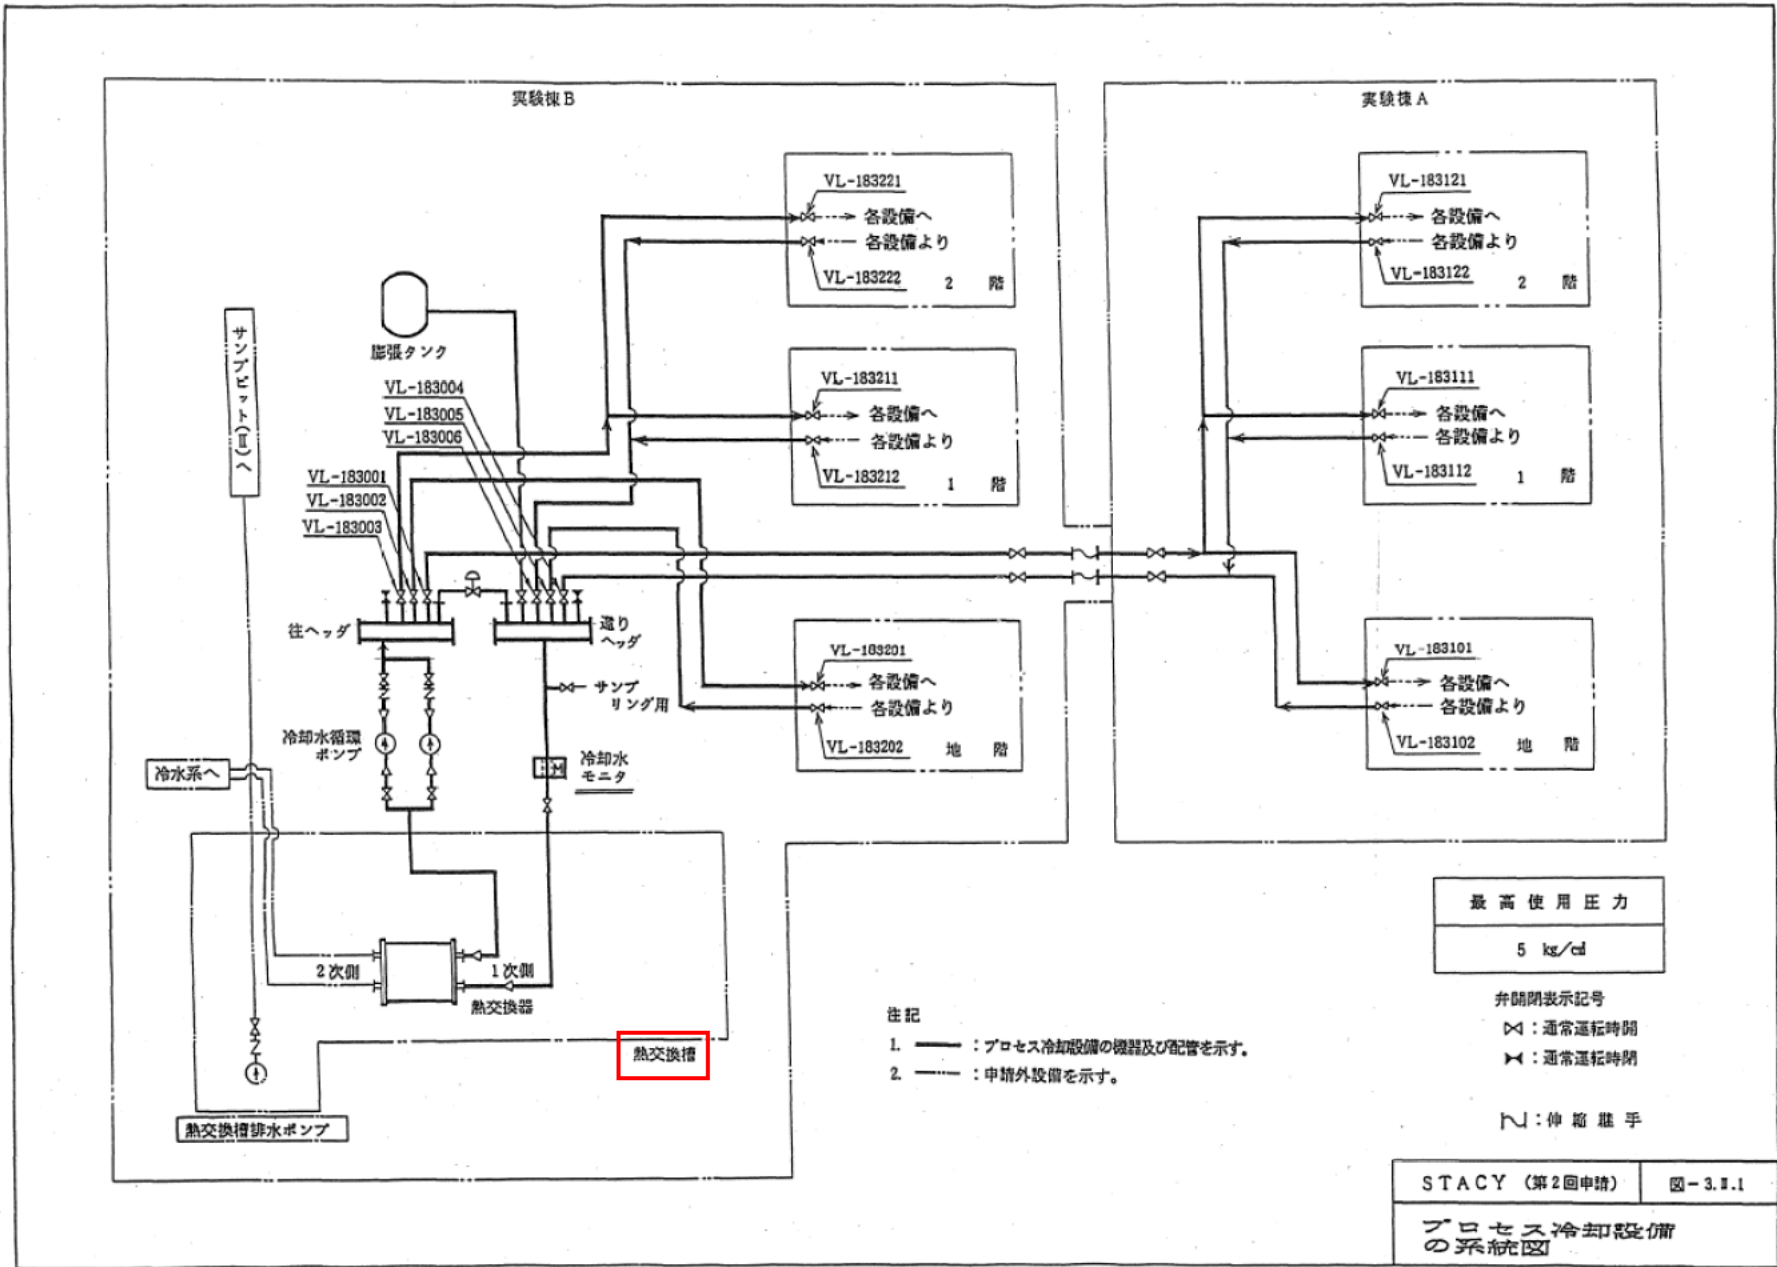 実験棟B
実験棟A
VL-183221
各設備へ
各設備より
VL-183222
2 階
VL-183121
各設備へ
各設備より
VL-183122
2 階
膨張タンク
サンプピット(Ⅱ)へ
VL-183004
VL-183005
VL-183006
VL-183001
VL-183002
VL-183003
VL-183211
各設備へ
各設備より
VL-183212
1 階
VL-183111
各設備へ
各設備より
VL-183112
1 階
往ヘッダ
還り
ヘッダ
サンプ
リング用
冷却水循環
ポンプ
冷却水
モニタ
冷水系へ
VL-183201
各設備へ
各設備より
VL-183202
地 階
VL-183101
各設備へ
各設備より
VL-183102
地 階
2次側
1次側
熱交換器
熱交換槽
熱交換槽排水ポンプ
最高使用圧力
5 kg/cm²
注記
1. ━━━ : プロセス冷却設備の機器及び配管を示す。
2. ─‥─ : 申請外設備を示す。
弁開閉表示記号
: 通常運転時開
: 通常運転時閉
: 伸縮継手
STACY (第2回申請)
図-3.Ⅱ.1
プロセス冷却設備
の系統図